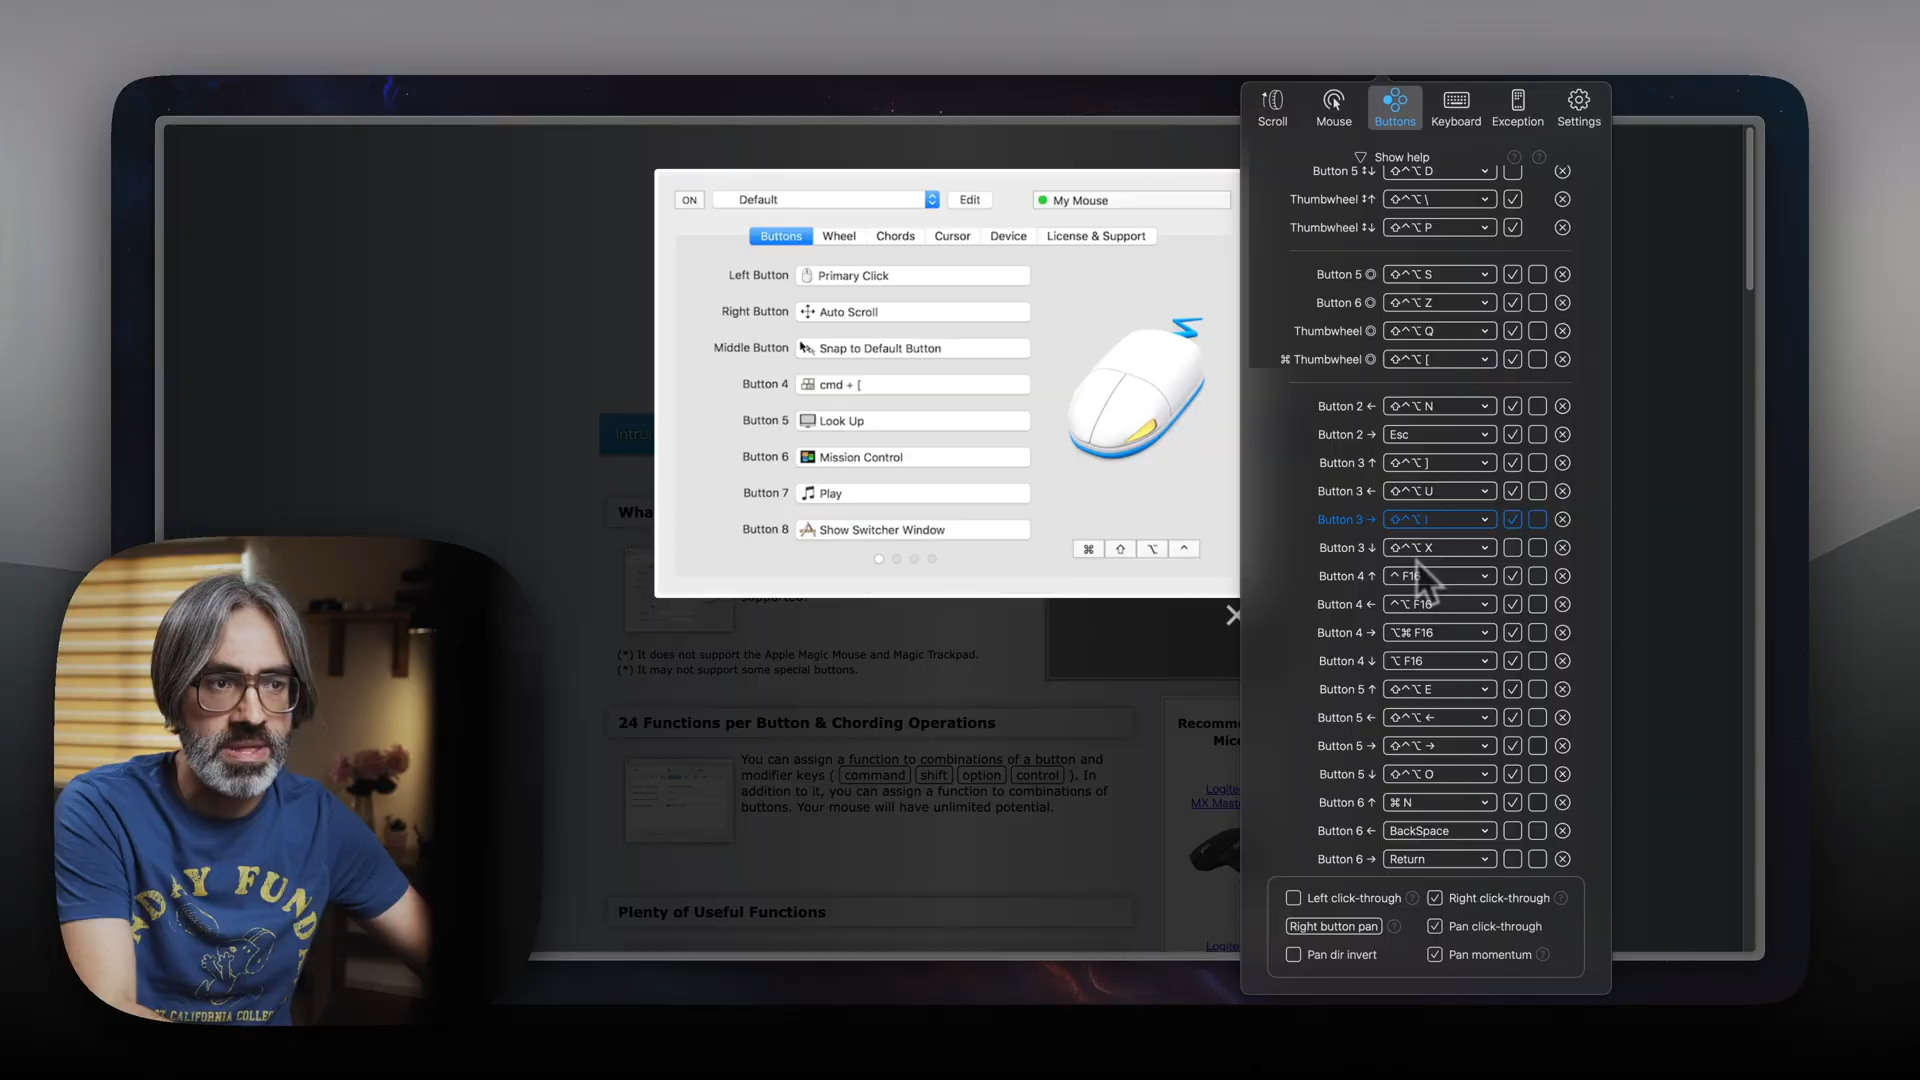 Scroll
Mouse
Buttons
Keyboard
Exception
Settings
Show help
Button 5 ↕↓ ⇧^⌥ D
Thumbwheel ↕↑ ⇧^⌥ \
Thumbwheel ↕↓ ⇧^⌥ P
Button 5 ⇧^⌥ S
Button 6 ⇧^⌥ Z
Thumbwheel ⇧^⌥ Q
⌘ Thumbwheel ⇧^⌥ [
Button 2 ← ⇧^⌥ N
Button 2 → Esc
Button 3 ↑ ⇧^⌥ ]
Button 3 ← ⇧^⌥ U
Button 3 → ⇧^⌥ I
Button 3 ↓ ⇧^⌥ X
Button 4 ↑ ^ F16
Button 4 ← ^⌥ F16
Button 4 → ⌥⌘ F16
Button 4 ↓ ⌥ F16
Button 5 ↑ ⇧^⌥ E
Button 5 ← ⇧^⌥ ←
Button 5 → ⇧^⌥ →
Button 5 ↓ ⇧^⌥ O
Button 6 ↑ ⌘ N
Button 6 ← BackSpace
Button 6 → Return
Left click-through ? Right click-through ?
Right button pan ? Pan click-through
Pan dir invert Pan momentum ?
ON Default Edit My Mouse
Buttons Wheel Chords Cursor Device License & Support
Left Button Primary Click
Right Button Auto Scroll
Middle Button Snap to Default Button
Button 4 cmd + [
Button 5 Look Up
Button 6 Mission Control
Button 7 Play
Button 8 Show Switcher Window
⌘ ⇧ ⌥ ^
(*) It does not support the Apple Magic Mouse and Magic Trackpad.
(*) It may not support some special buttons.
24 Functions per Button & Chording Operations
You can assign a function to combinations of a button and
modifier keys ( command shift option control ). In
addition to it, you can assign a function to combinations of
buttons. Your mouse will have unlimited potential.
Plenty of Useful Functions